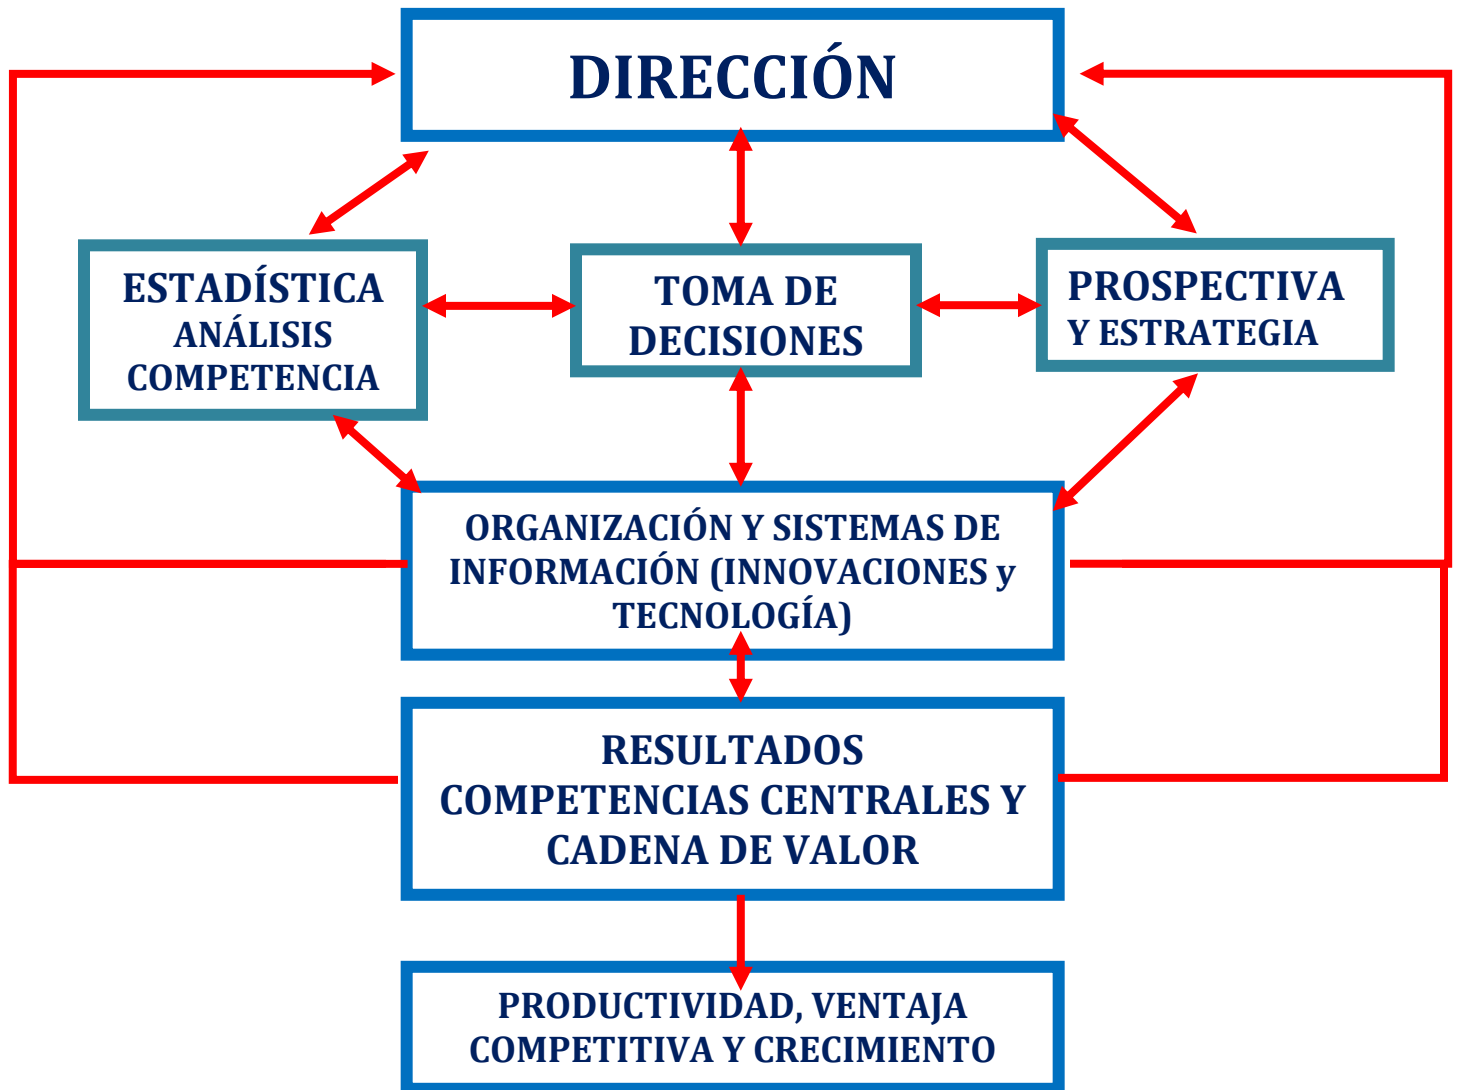 DIRECCIÓN
ESTADÍSTICA
ANÁLISIS
COMPETENCIA
TOMA DE
DECISIONES
PROSPECTIVA
Y ESTRATEGIA
ORGANIZACIÓN Y SISTEMAS DE
INFORMACIÓN (INNOVACIONES y
TECNOLOGÍA)
RESULTADOS
COMPETENCIAS CENTRALES Y
CADENA DE VALOR
PRODUCTIVIDAD, VENTAJA
COMPETITIVA Y CRECIMIENTO